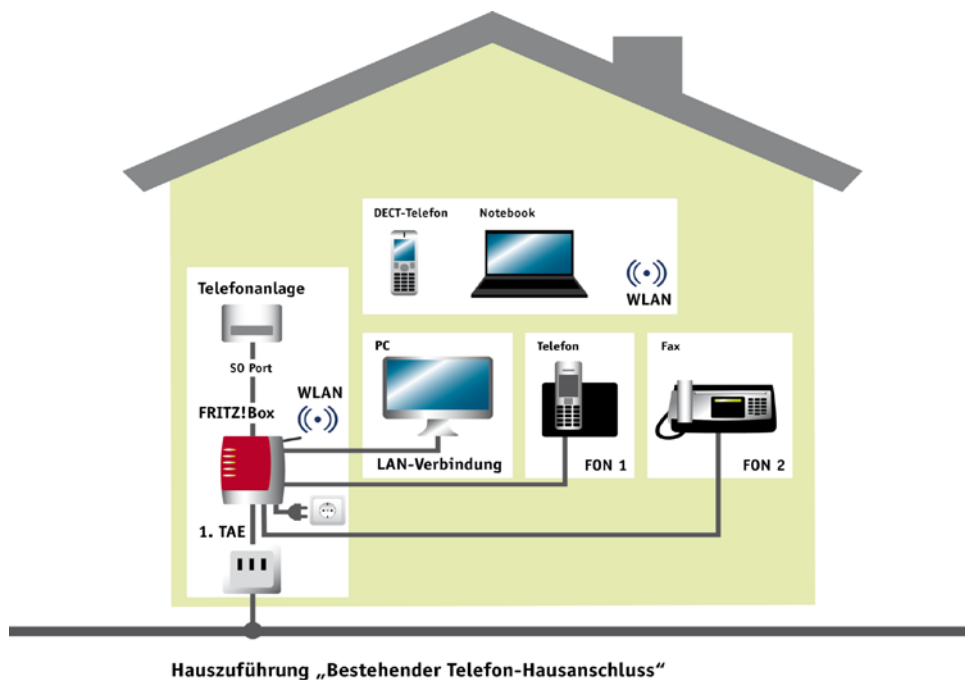 DECT-Telefon
Notebook
WLAN
Telefonanlage
SO Port
WLAN
FRITZ!Box
PC
LAN-Verbindung
Telefon
FON 1
Fax
FON 2
1. TAE
Hauszuführung „Bestehender Telefon-Hausanschluss“